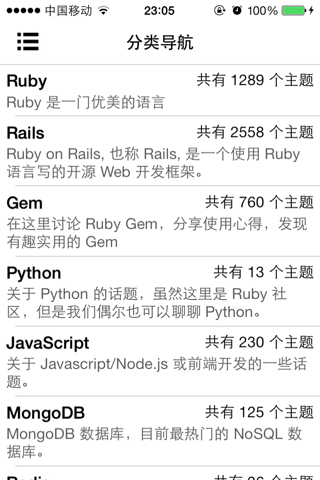 中国移动 23:05 100%
分类导航
Ruby 共有 1289 个主题
Ruby 是一门优美的语言
Rails 共有 2558 个主题
Ruby on Rails, 也称 Rails, 是一个使用 Ruby
语言写的开源 Web 开发框架。
Gem 共有 760 个主题
在这里讨论 Ruby Gem，分享使用心得，发现
有趣实用的 Gem
Python 共有 13 个主题
关于 Python 的话题，虽然这里是 Ruby 社
区，但是我们偶尔也可以聊聊 Python。
JavaScript 共有 230 个主题
关于 Javascript/Node.js 或前端开发的一些话
题。
MongoDB 共有 125 个主题
MongoDB 数据库，目前最热门的 NoSQL 数
据库。